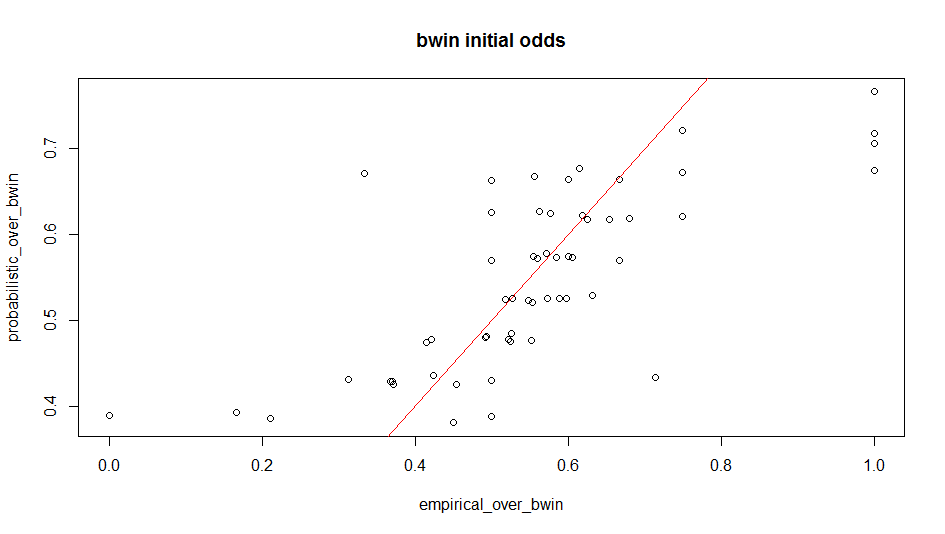 bwin initial odds
probabilistic_over_bwin
0.7
0.6
0.5
0.4
0.0 0.2 0.4 0.6 0.8 1.0
empirical_over_bwin